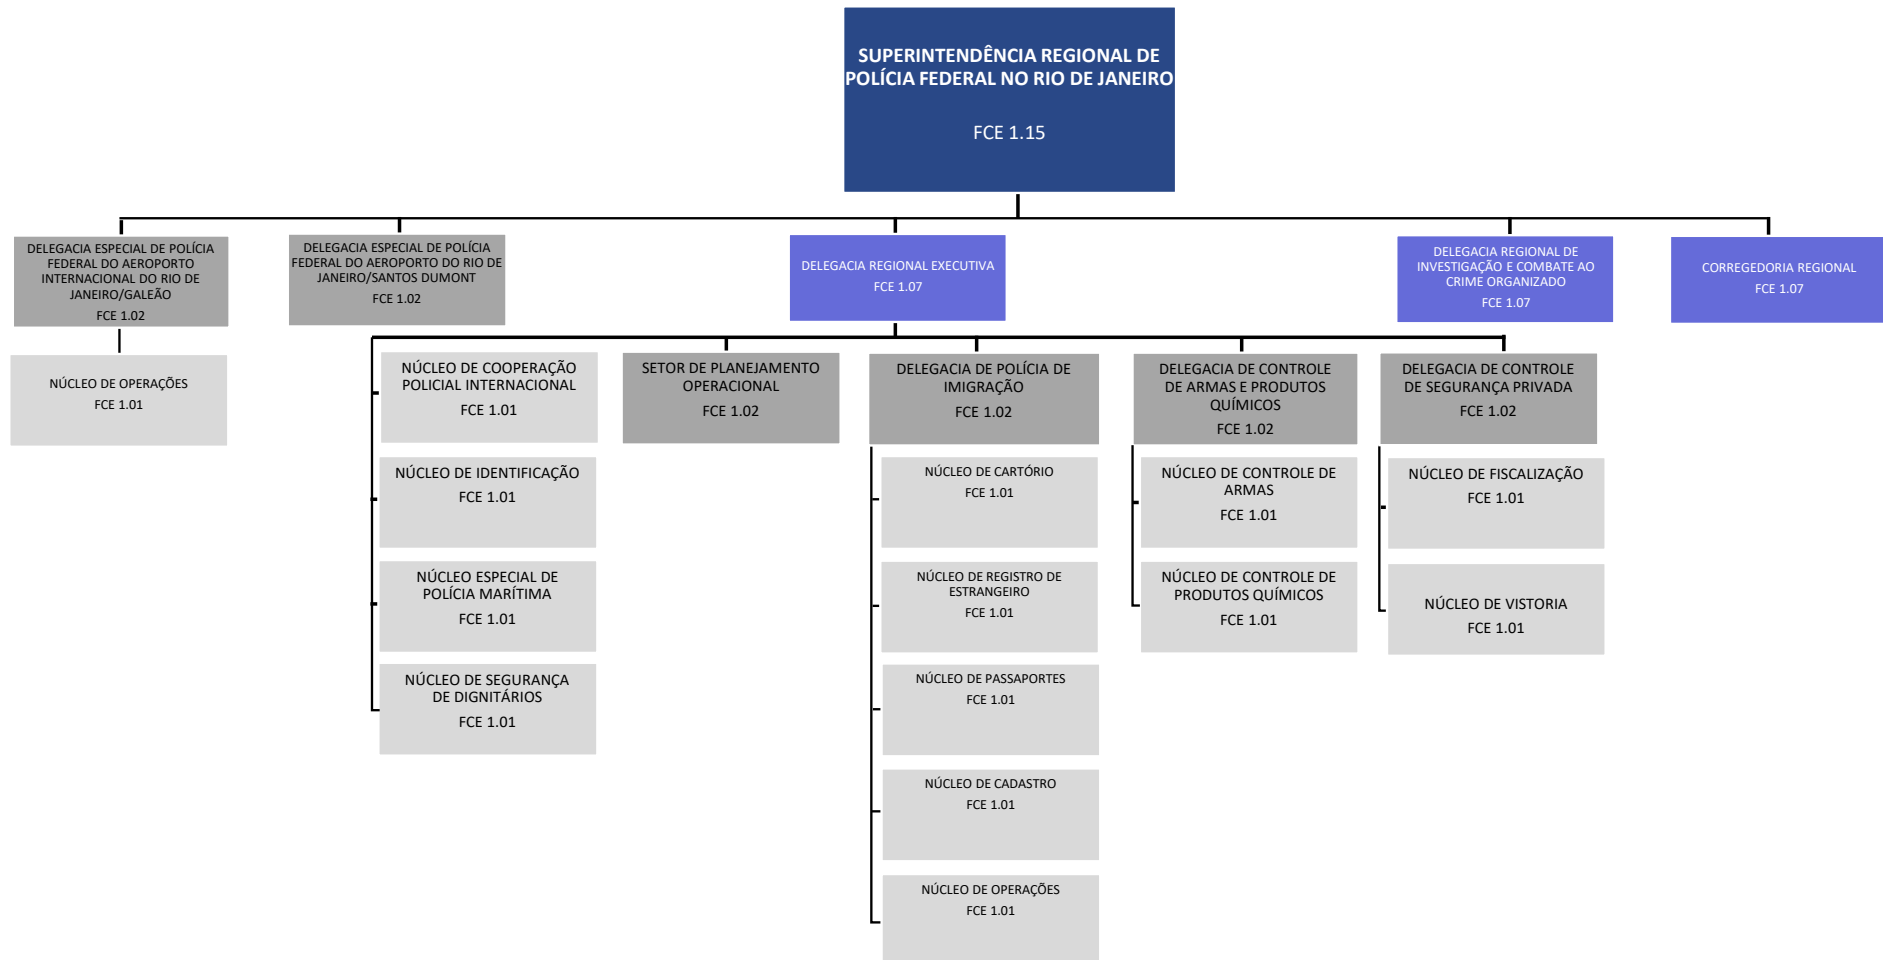 SUPERINTENDÊNCIA REGIONAL DE
POLÍCIA FEDERAL NO RIO DE JANEIRO
FCE 1.15
DELEGACIA ESPECIAL DE POLÍCIA
FEDERAL DO AEROPORTO
INTERNACIONAL DO RIO DE
JANEIRO/GALEÃO
FCE 1.02
DELEGACIA ESPECIAL DE POLÍCIA
FEDERAL DO AEROPORTO DO RIO DE
JANEIRO/SANTOS DUMONT
FCE 1.02
DELEGACIA REGIONAL EXECUTIVA
FCE 1.07
DELEGACIA REGIONAL DE
INVESTIGAÇÃO E COMBATE AO
CRIME ORGANIZADO
FCE 1.07
CORREGEDORIA REGIONAL
FCE 1.07
NÚCLEO DE OPERAÇÕES
FCE 1.01
NÚCLEO DE COOPERAÇÃO
POLICIAL INTERNACIONAL
FCE 1.01
NÚCLEO DE IDENTIFICAÇÃO
FCE 1.01
NÚCLEO ESPECIAL DE
POLÍCIA MARÍTIMA
FCE 1.01
NÚCLEO DE SEGURANÇA
DE DIGNITÁRIOS
FCE 1.01
SETOR DE PLANEJAMENTO
OPERACIONAL
FCE 1.02
DELEGACIA DE POLÍCIA DE
IMIGRAÇÃO
FCE 1.02
NÚCLEO DE CARTÓRIO
FCE 1.01
NÚCLEO DE REGISTRO DE
ESTRANGEIRO
FCE 1.01
NÚCLEO DE PASSAPORTES
FCE 1.01
NÚCLEO DE CADASTRO
FCE 1.01
NÚCLEO DE OPERAÇÕES
FCE 1.01
DELEGACIA DE CONTROLE
DE ARMAS E PRODUTOS
QUÍMICOS
FCE 1.02
NÚCLEO DE CONTROLE DE
ARMAS
FCE 1.01
NÚCLEO DE CONTROLE DE
PRODUTOS QUÍMICOS
FCE 1.01
DELEGACIA DE CONTROLE
DE SEGURANÇA PRIVADA
FCE 1.02
NÚCLEO DE FISCALIZAÇÃO
FCE 1.01
NÚCLEO DE VISTORIA
FCE 1.01